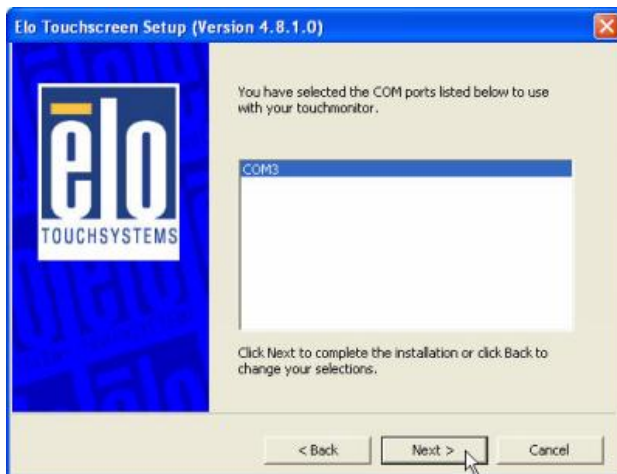 Elo Touchscreen Setup (Version 4.8.1.0)
You have selected the COM ports listed below to use
with your touchmonitor.
COM3
elo
TOUCHSYSTEMS
Click Next to complete the installation or click Back to
change your selections.
< Back
Next >
Cancel